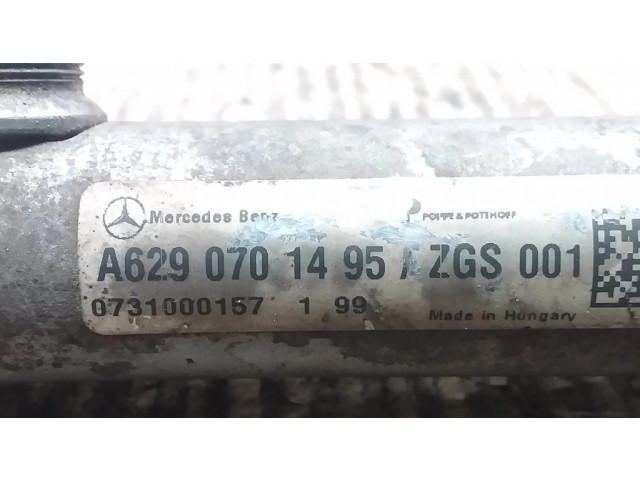 Mercedes Benz
POPPE & POTTHOFF
A629 070 14 95 / ZGS 001
0731000157 1 99
Made in Hungary